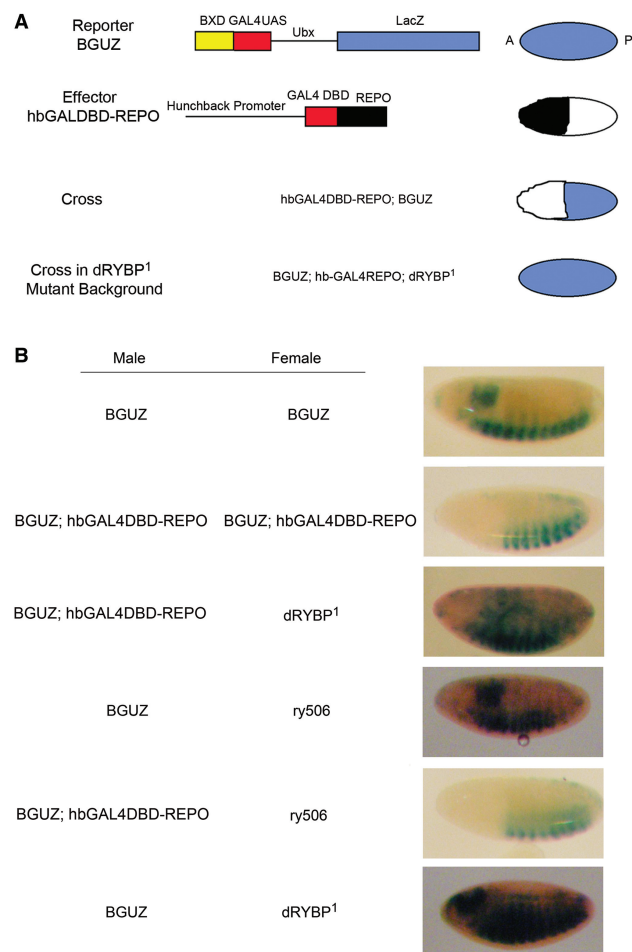 A
Reporter
BGUZ
BXD GAL4UAS
Ubx
LacZ
A
P
Effector
hbGALDBD-REPO
Hunchback Promoter
GAL4 DBD
REPO
Cross
hbGAL4DBD-REPO; BGUZ
Cross in dRYBP1
Mutant Background
BGUZ; hb-GAL4REPO; dRYBP1
B
Male
Female
BGUZ
BGUZ
BGUZ; hbGAL4DBD-REPO
BGUZ; hbGAL4DBD-REPO
BGUZ; hbGAL4DBD-REPO
dRYBP1
BGUZ
ry506
BGUZ; hbGAL4DBD-REPO
ry506
BGUZ
dRYBP1